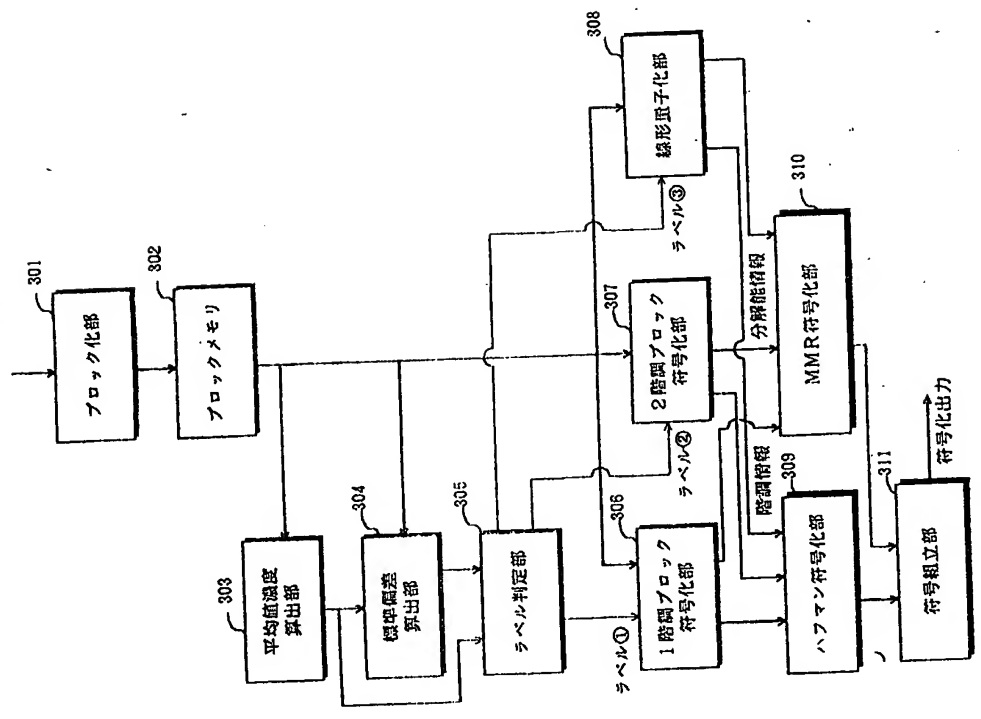 301
ブロック化部
302
ブロックメモリ
303
平均値濃度
算出部
304
標準偏差
算出部
305
ラベル判定部
ラベル①
ラベル②
ラベル③
306
1階調ブロック
符号化部
307
2階調ブロック
符号化部
308
線形量子化部
階調情報
分解能情報
309
ハフマン符号化部
310
MMR符号化部
311
符号組立部
符号化出力